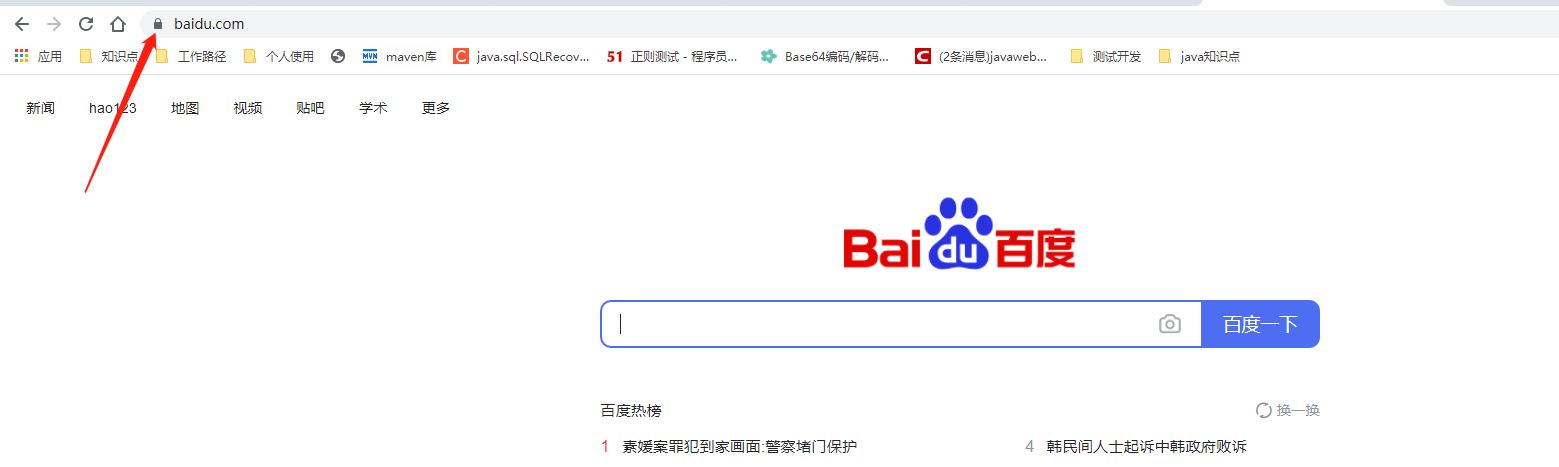 baidu.com
应用 知识点 工作路径 个人使用 maven库 java.sql.SQLRecov... 51 正则测试 - 程序员... Base64编码/解码... (2条消息)javaweb... 测试开发 java知识点
新闻 hao123 地图 视频 贴吧 学术 更多
Bai du 百度
百度一下
百度热榜 换一换
1 素媛案罪犯到家画面:警察堵门保护 4 韩民间人士起诉中韩政府败诉